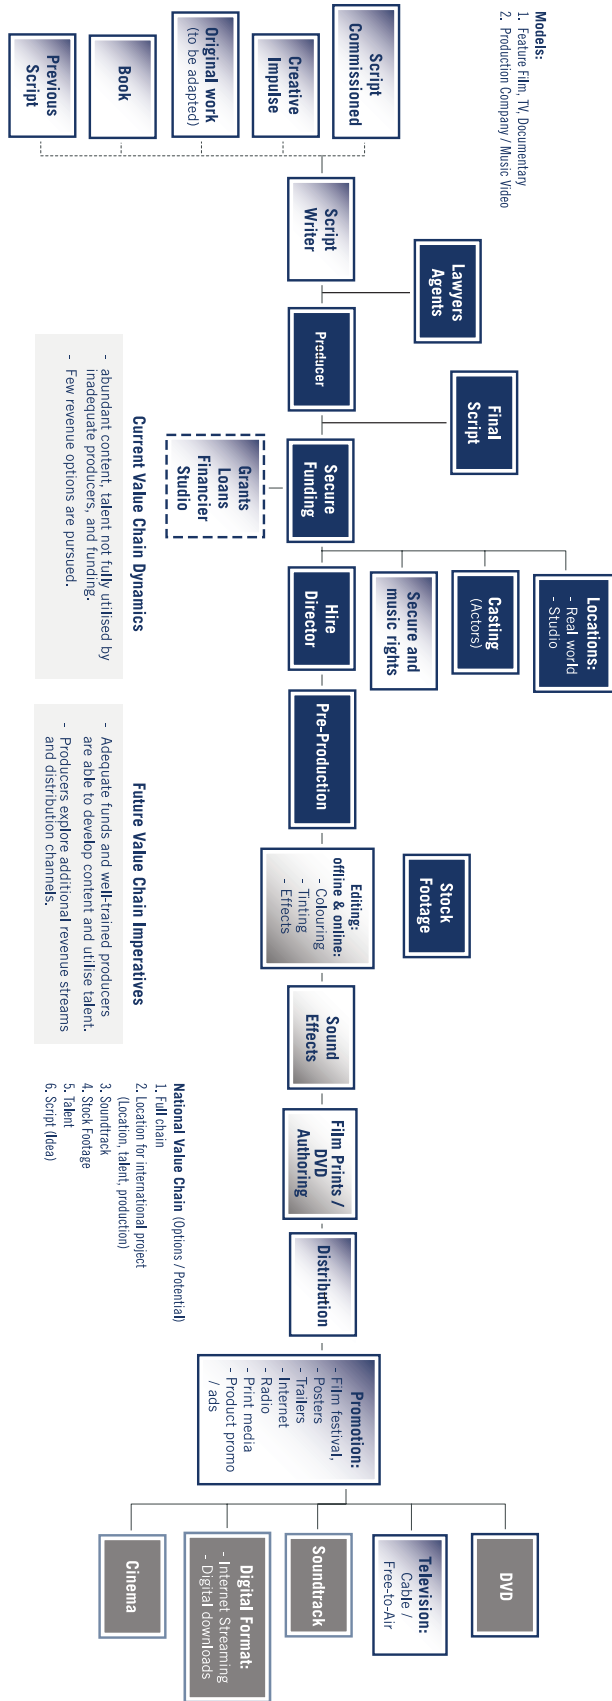 Models:
1. Feature Film, TV, Documentary
2. Production Company / Music Video
Script
Commissioned
Creative
Impulse
Original work
(to be adapted)
Book
Previous
Script
Script
Writer
Lawyers
Agents
Producer
Final
Script
Secure
Funding
Grants
Loans
Financier
Studio
Locations:
- Real world
- Studio
Casting
(Actors)
Secure and
music rights
Hire
Director
Pre-Production
Stock
Footage
Editing:
offline & online:
- Colouring
- Tinting
- Effects
Sound
Effects
Film Prints /
DVD
Authoring
Distribution
Promotion:
- Film festival,
- Posters
- Trailers
- Internet
- Radio
- Print media
- Product promo
/ ads
DVD
Television:
Cable /
Free-to-Air
Soundtrack
Digital Format:
- Internet Streaming
- Digital downloads
Cinema
Current Value Chain Dynamics
- abundant content, talent not fully utilised by
inadequate producers, and funding.
- Few revenue options are pursued.
Future Value Chain Imperatives
- Adequate funds and well-trained producers
are able to develop content and utilise talent.
- Producers explore additional revenue streams
and distribution channels.
National Value Chain (Options / Potential)
1. Full chain
2. Location for international project
(Location, talent, production)
3. Soundtrack
4. Stock Footage
5. Talent
6. Script (Idea)